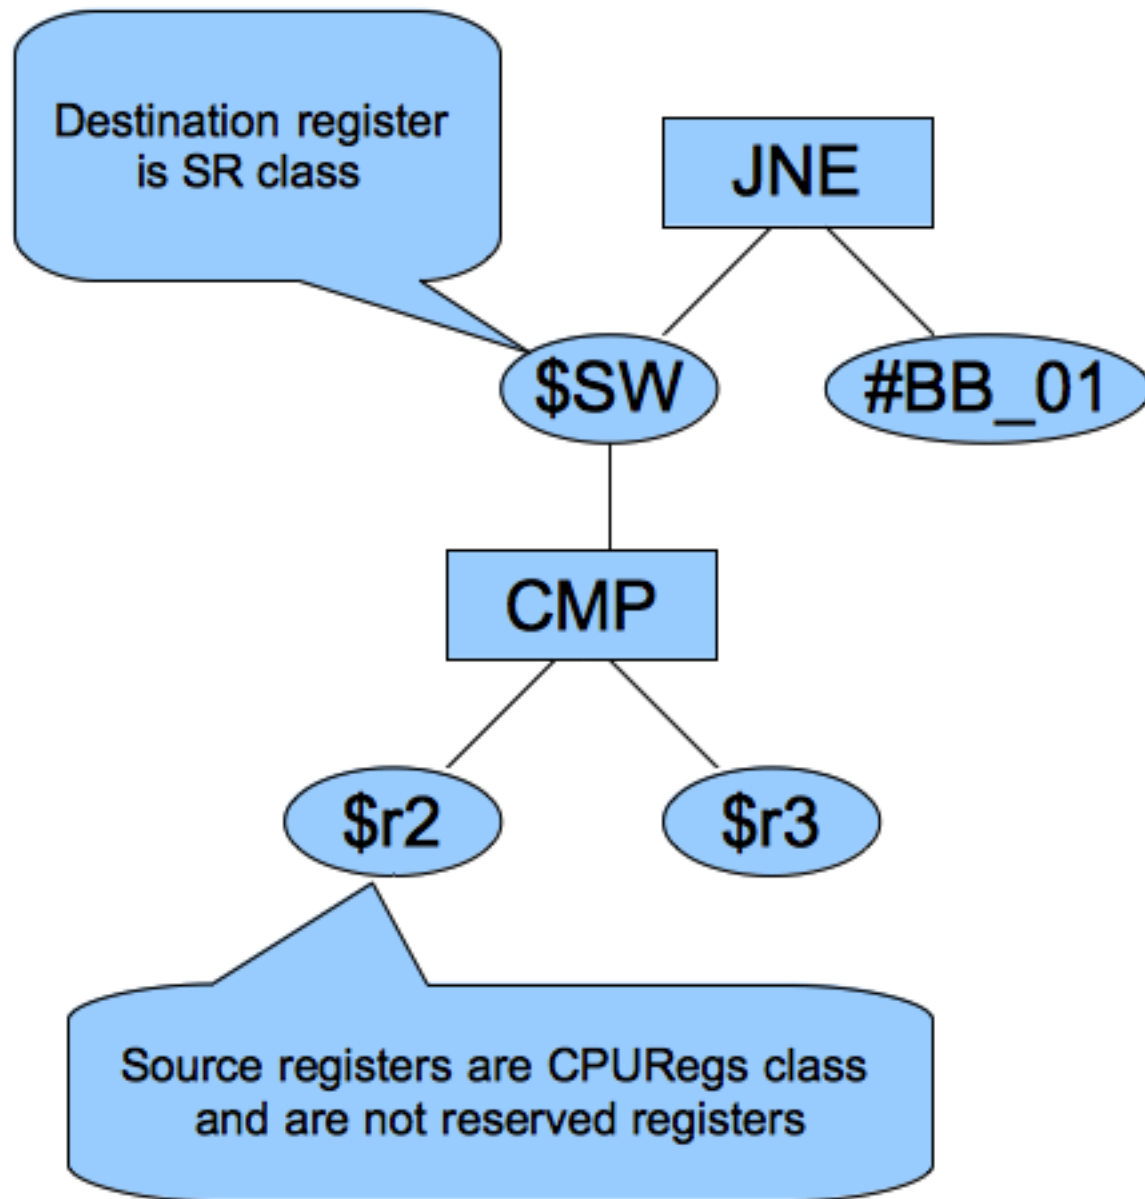 Destination register
is SR class
JNE
$SW
#BB_01
CMP
$r2
$r3
Source registers are CPURegs class
and are not reserved registers